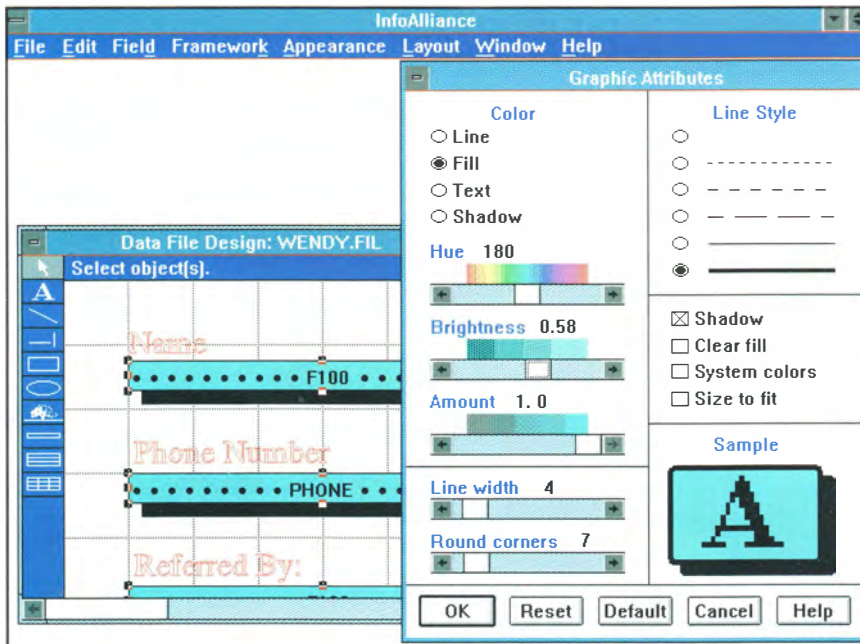 InfoAlliance
File Edit Field Framework Appearance Layout Window Help
Graphic Attributes
Color
Line
Fill
Text
Shadow
Hue 180
Brightness 0.58
Amount 1.0
Line width 4
Round corners 7
Line Style
Shadow
Clear fill
System colors
Size to fit
Sample
A
OK Reset Default Cancel Help
Data File Design: WENDY.FIL
Select object(s).
A
Name
F100
Phone Number
PHONE
Referred By: